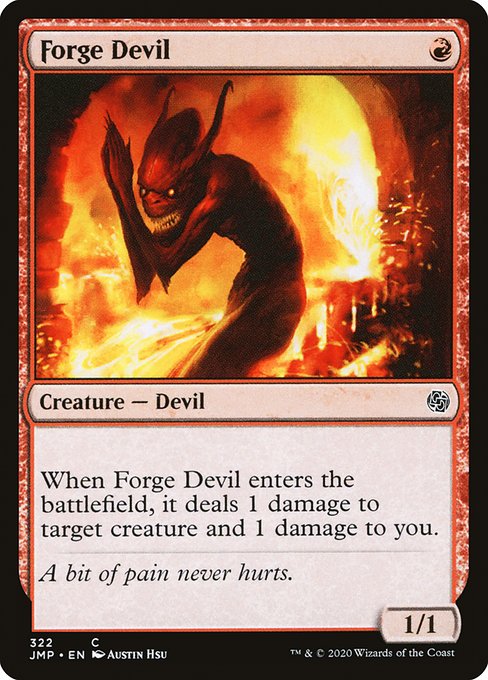 Forge Devil
Creature — Devil
When Forge Devil enters the
battlefield, it deals 1 damage to
target creature and 1 damage to you.
A bit of pain never hurts.
1/1
322 C
JMP • EN Austin Hsu
™ & © 2020 Wizards of the Coast